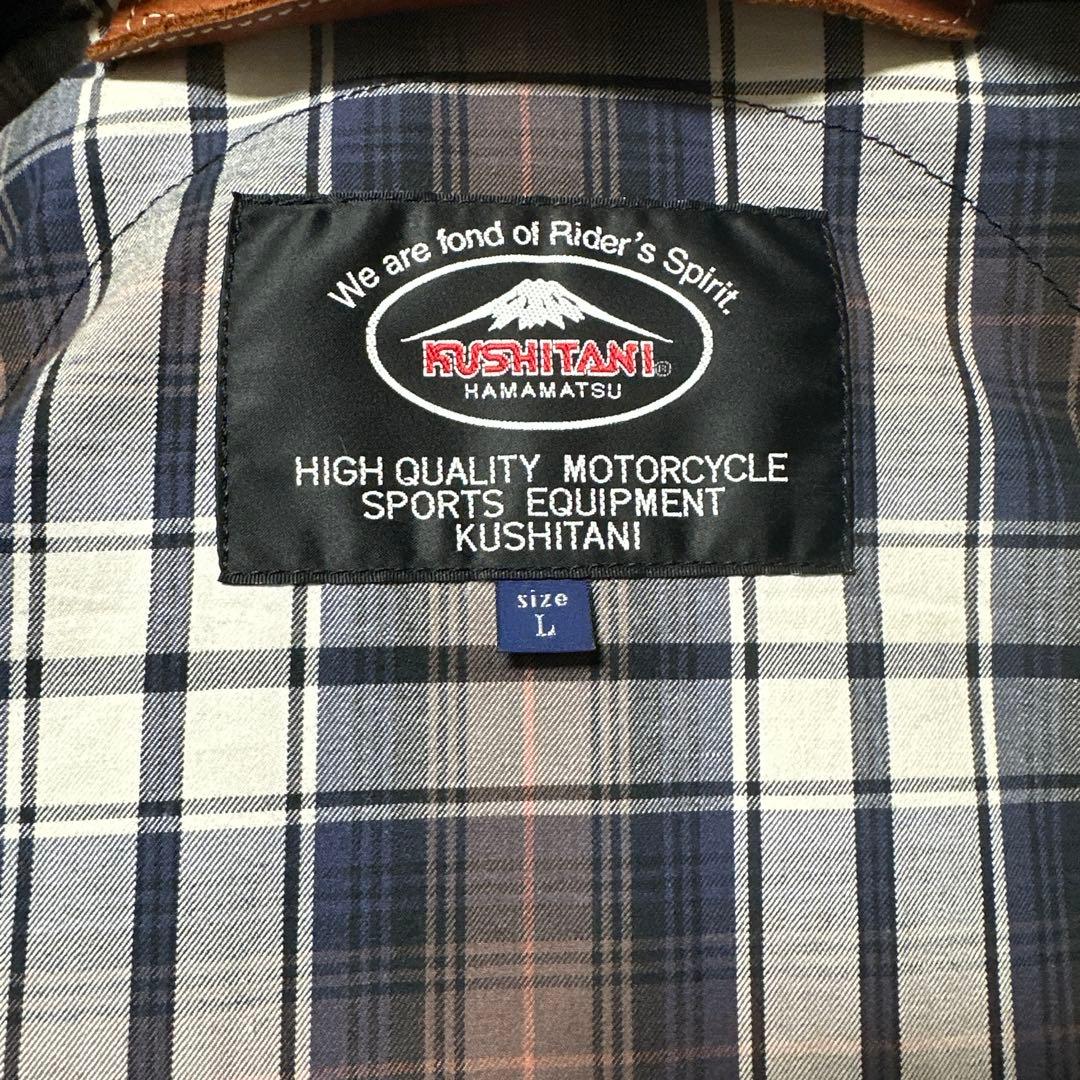 We are fond of Rider's Spirit.
KUSHITANI®
HAMAMATSU
HIGH QUALITY MOTORCYCLE
SPORTS EQUIPMENT
KUSHITANI
size
L